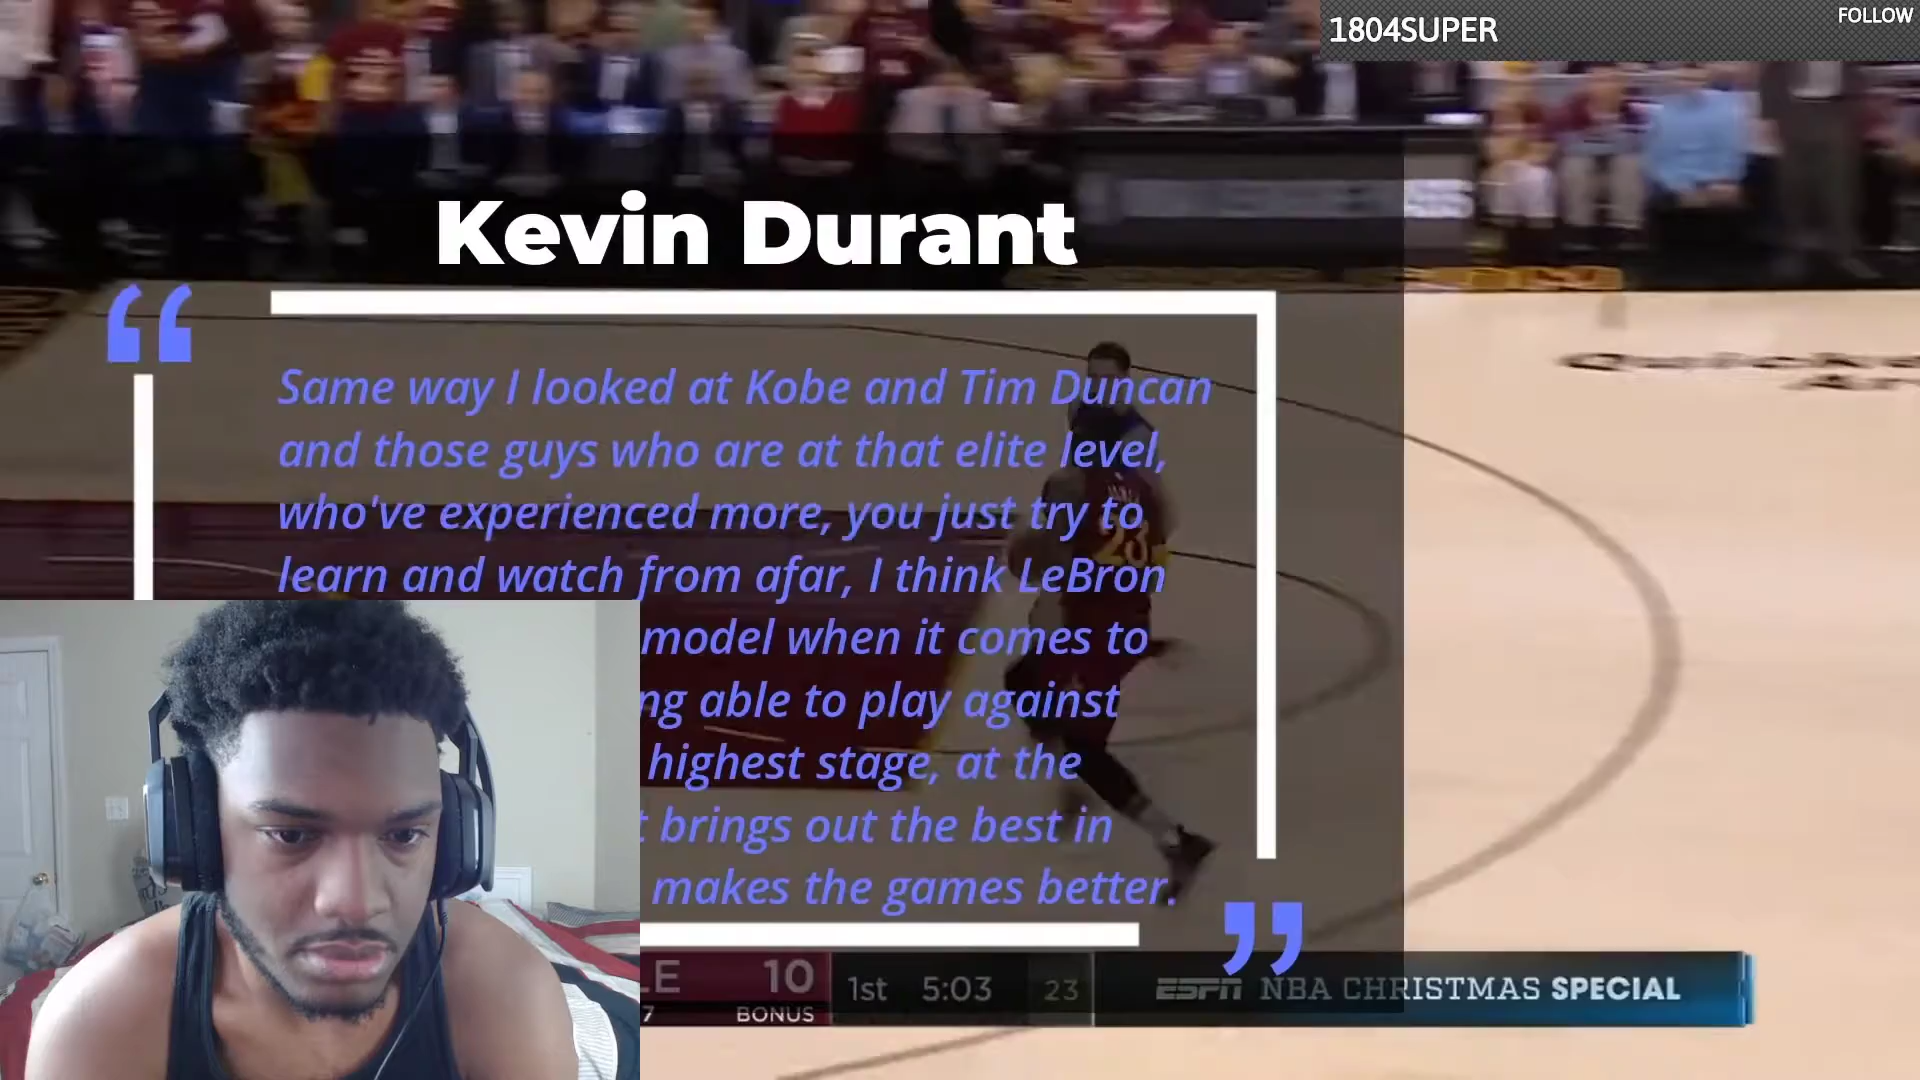 1804SUPER
FOLLOW
Kevin Durant
“
Same way I looked at Kobe and Tim Duncan
and those guys who are at that elite level,
who've experienced more, you just try to
learn and watch from afar, I think LeBron
model when it comes to
able to play against
highest stage, at the
brings out the best in
makes the games better.
”
23
10
1st 5:03 23
7 BONUS
ESPN NBA CHRISTMAS SPECIAL